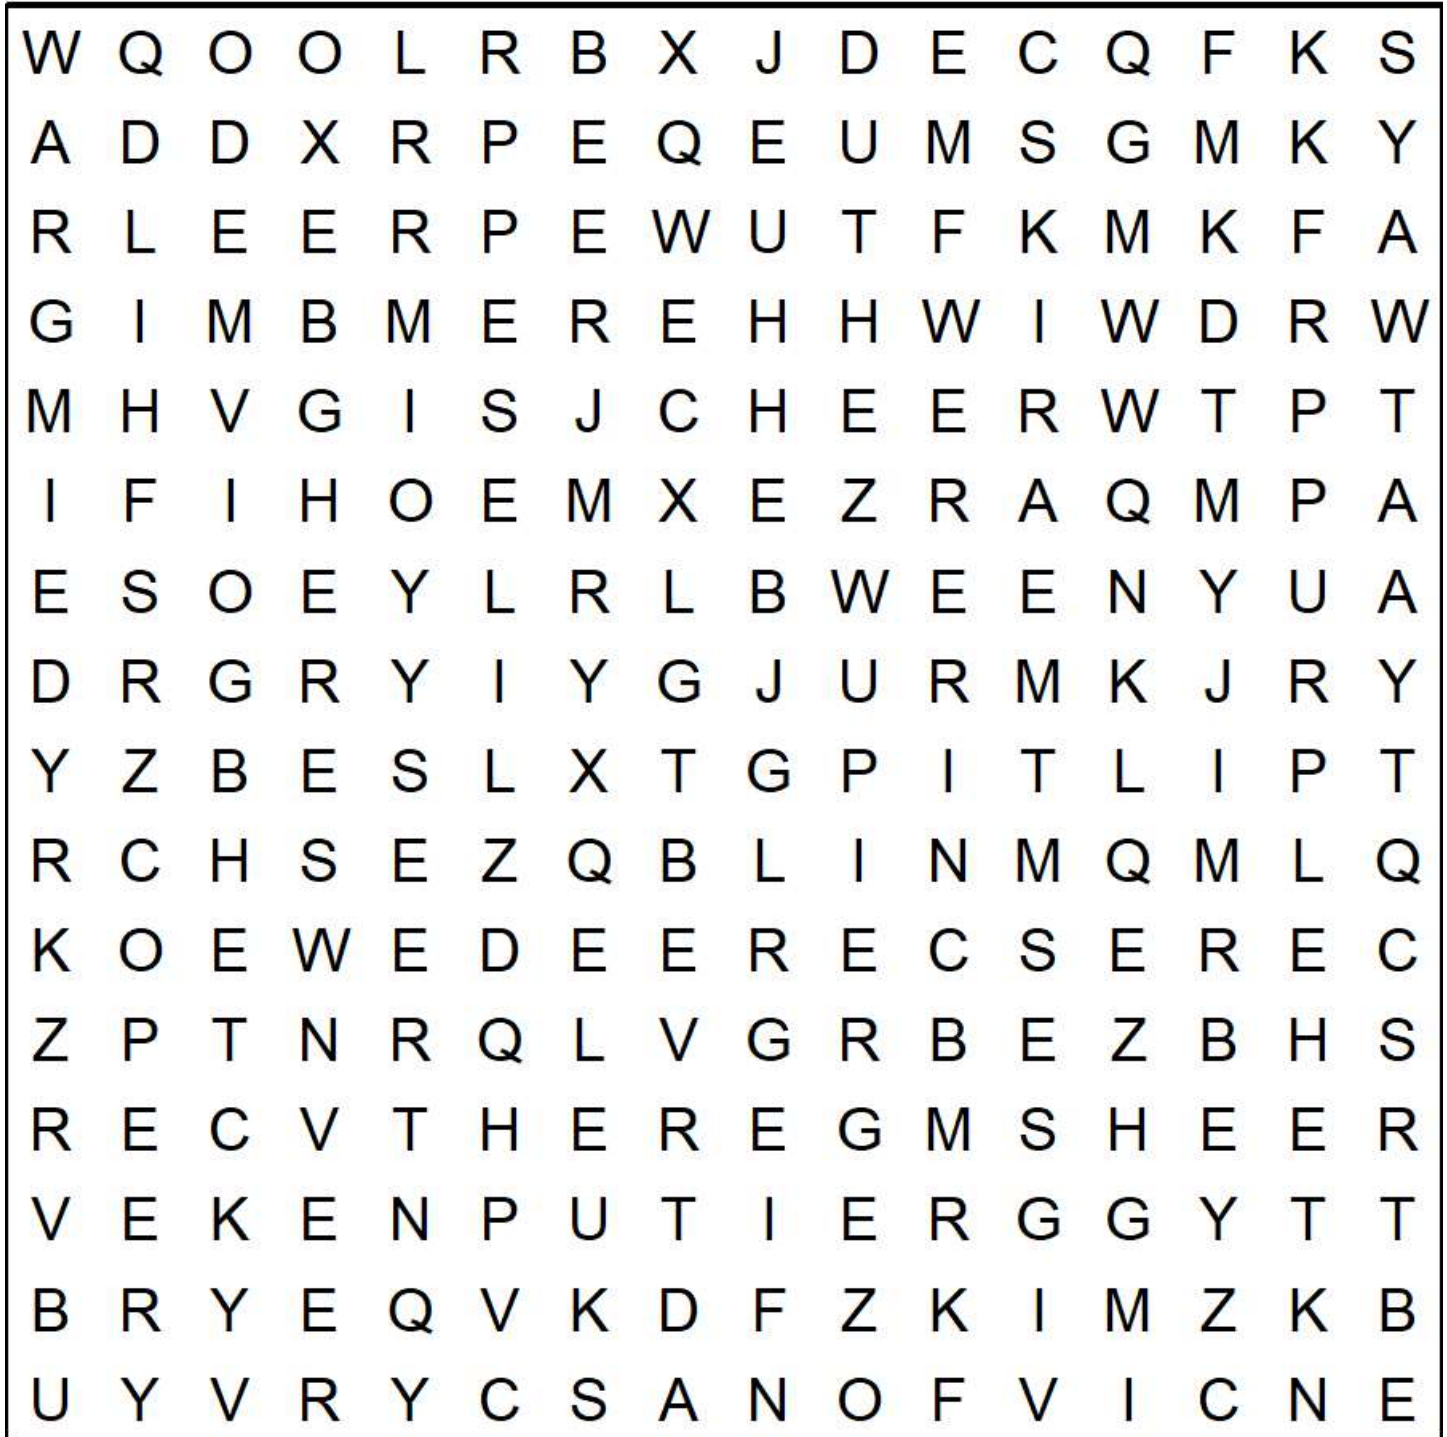 W Q O O L R B X J D E C Q F K S
A D D X R P E Q E U M S G M K Y
R L E E R P E W U T F K M K F A
G I M B M E R E H H W I W D R W
M H V G I S J C H E E R W T P T
I F I H O E M X E Z R A Q M P A
E S O E Y L R L B W E E N Y U A
D R G R Y I Y G J U R M K J R Y
Y Z B E S L X T G P I T L I P T
R C H S E Z Q B L I N M Q M L Q
K O E W E D E E R E C S E R E C
Z P T N R Q L V G R B E Z B H S
R E C V T H E R E G M S H E E R
V E K E N P U T I E R G G Y T T
B R Y E Q V K D F Z K I M Z K B
U Y V R Y C S A N O F V I C N E